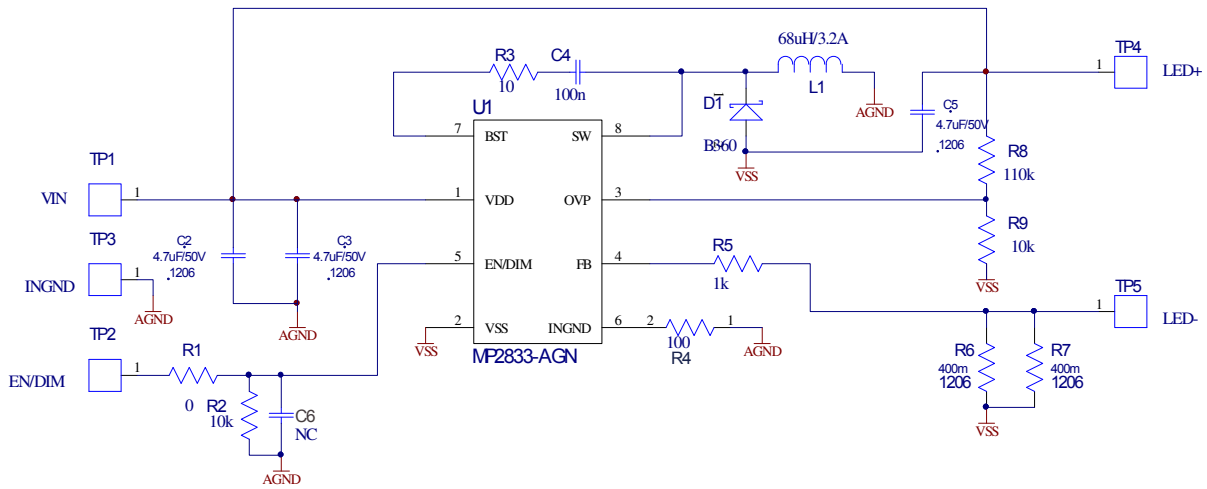 68uH/3.2A
TP4
R3
C4
1
LED+
10
100n
L1
AGND
C5
4.7uF/50V
1206
U1
D1
B860
VSS
7
BST
SW
8
R8
110k
TP1
VIN
1
1
VDD
OVP
3
R9
10k
VSS
TP3
INGND
1
AGND
C2
4.7uF/50V
1206
C3
4.7uF/50V
1206
AGND
5
EN/DIM
FB
4
R5
1k
TP5
1
LED-
2
VSS
VSS
INGND
6
2
1
100
R4
AGND
MP2833-AGN
R6
400m
1206
R7
400m
1206
VSS
TP2
EN/DIM
1
R1
0
R2
10k
C6
NC
AGND